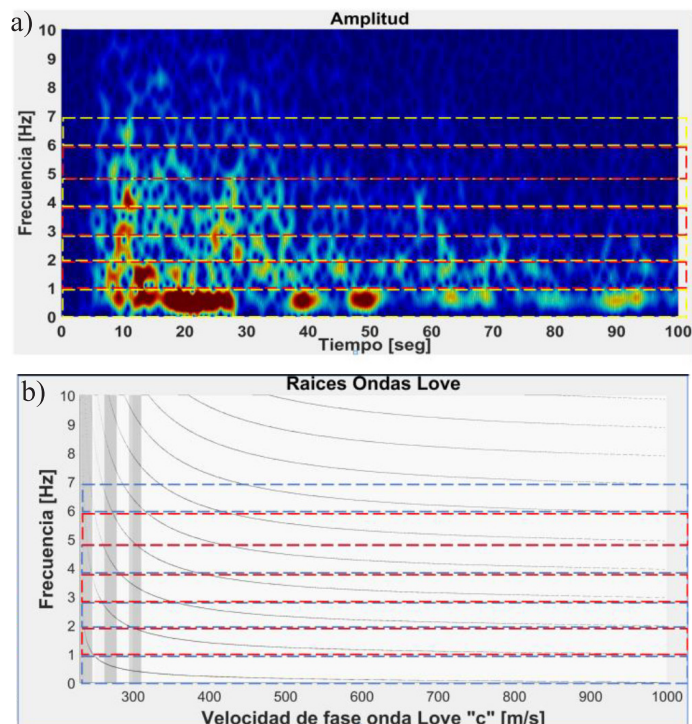 a)
Amplitud
Frecuencia [Hz]
10
9
8
7
6
5
4
3
2
1
0
0 10 20 30 40 50 60 70 80 90 100
Tiempo [seg]
b)
Raices Ondas Love
Frecuencia [Hz]
10
9
8
7
6
5
4
3
2
1
0
300 400 500 600 700 800 900 1000
Velocidad de fase onda Love "c" [m/s]